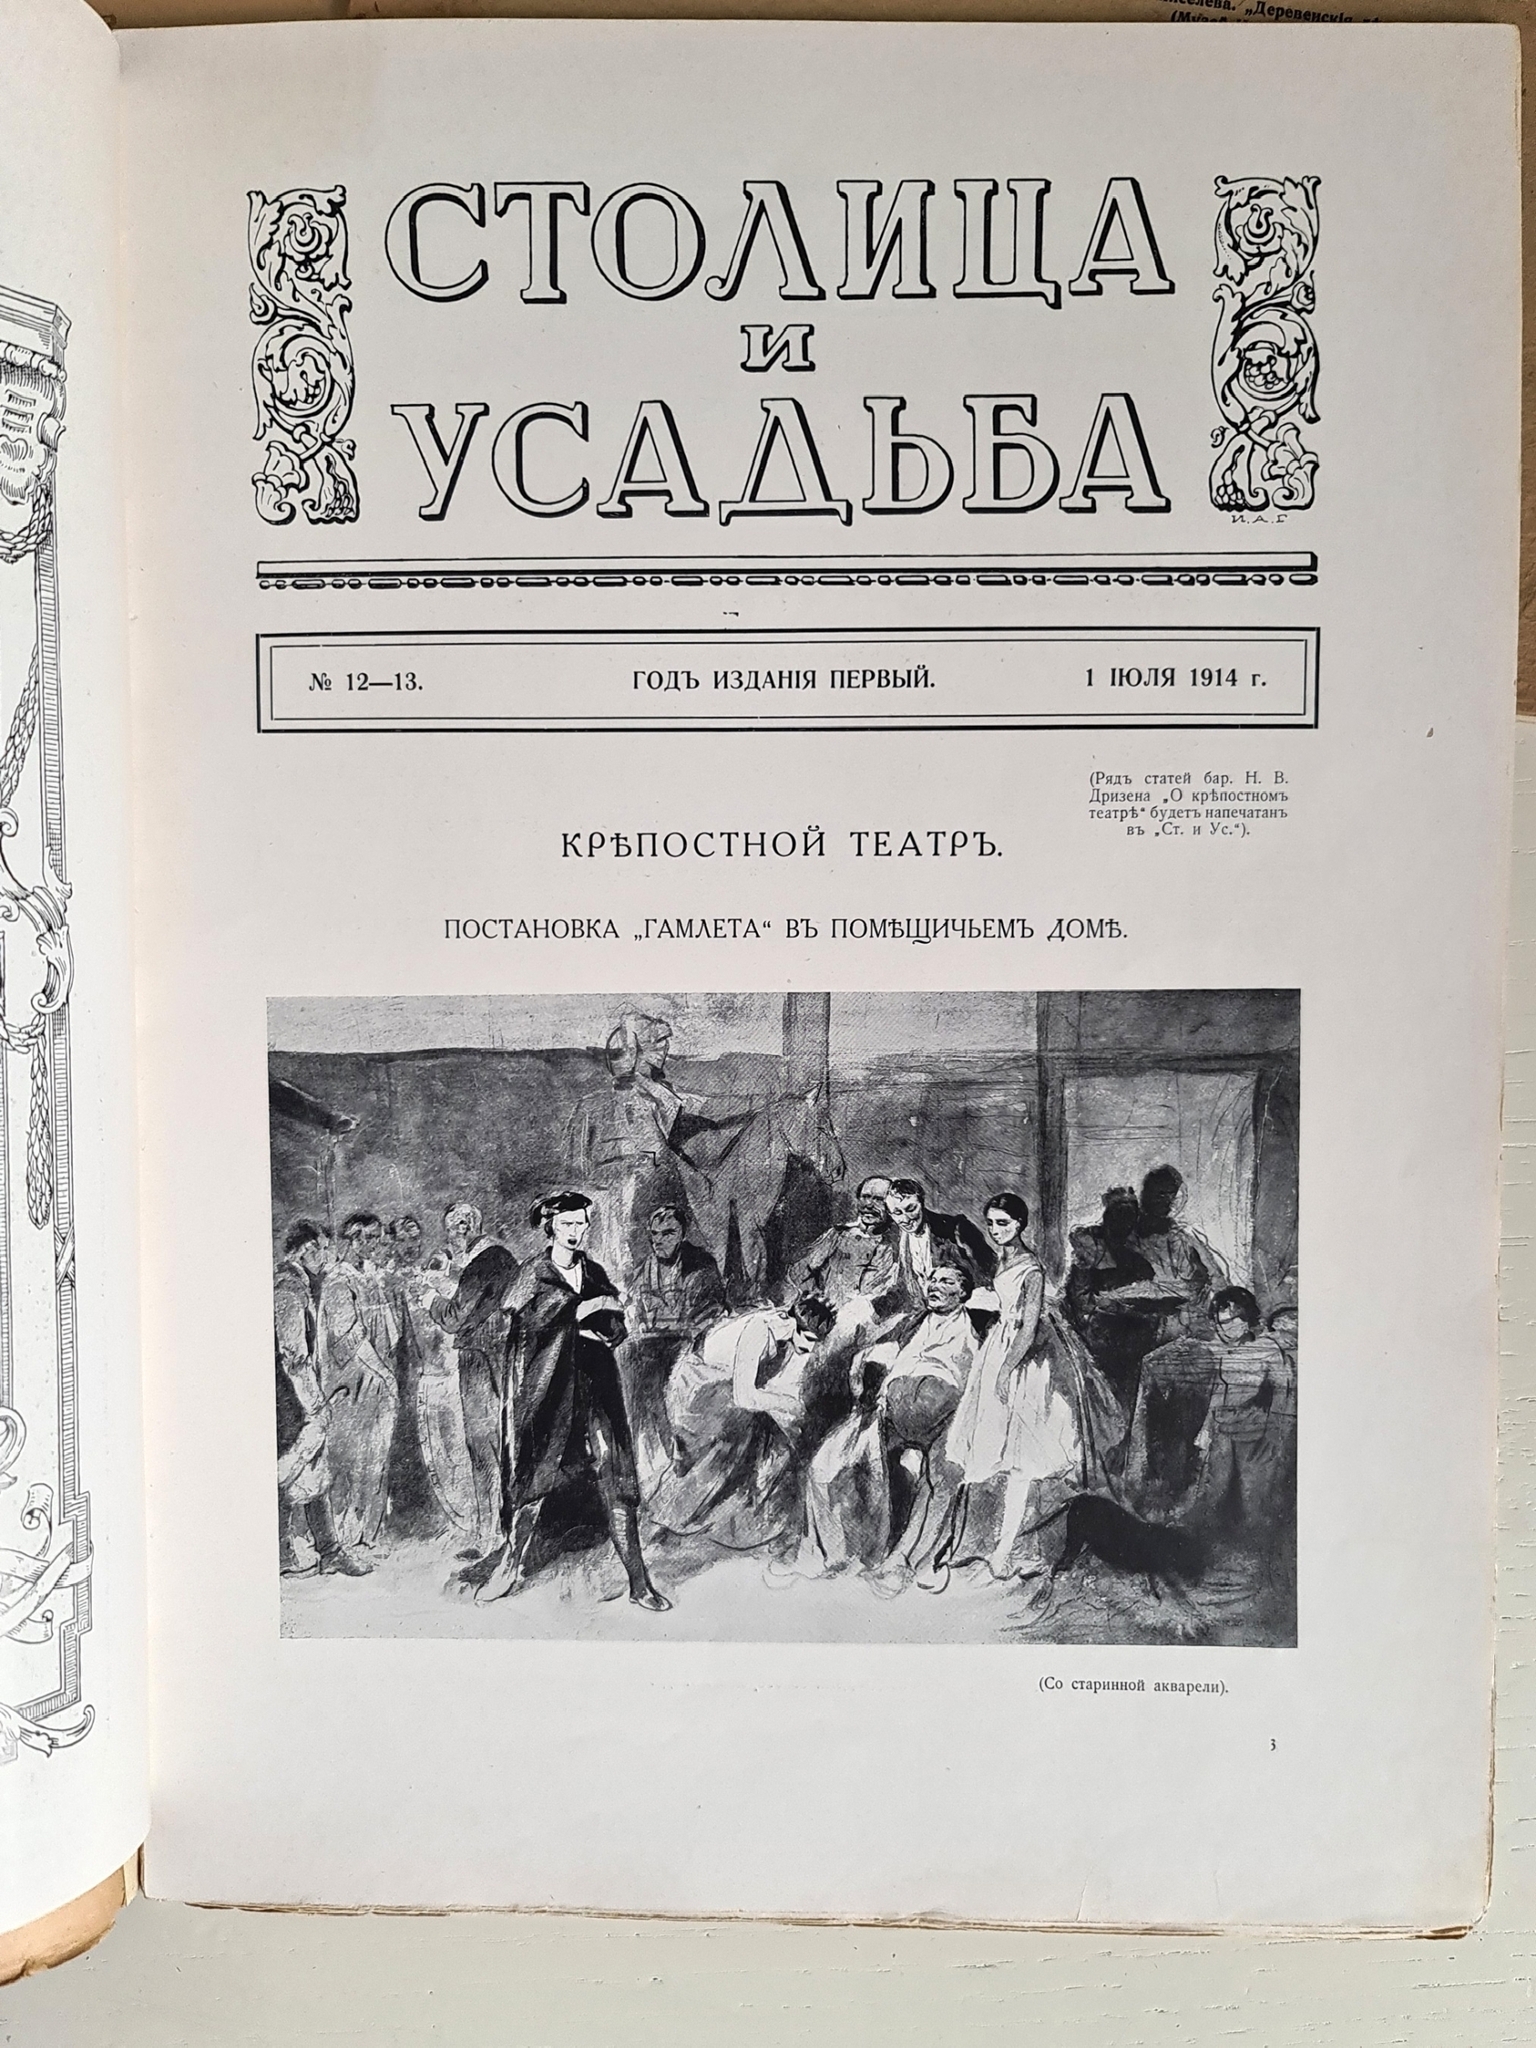 „Деревенскія
СТОЛИЦА
И
УСАДЬБА
И. А. Г
№ 12—13. ГОДЪ ИЗДАНІЯ ПЕРВЫЙ. 1 ІЮЛЯ 1914 г.
(Рядъ статей бар. Н. В.
Дризена „О крѣпостномъ
театрѣ“ будетъ напечатанъ
въ „Ст. и Ус.“).
КРѢПОСТНОЙ ТЕАТРЪ.
ПОСТАНОВКА „ГАМЛЕТА“ ВЪ ПОМѢЩИЧЬЕМЪ ДОМѢ.
(Со старинной акварели).
3